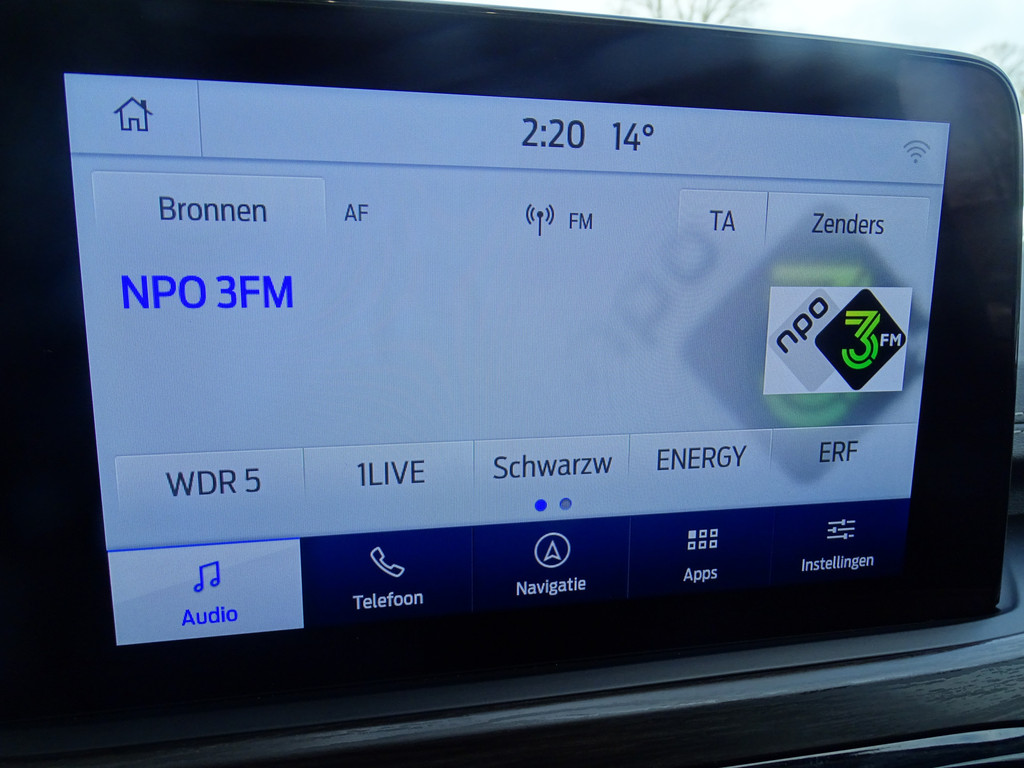 2:20 14°
Bronnen AF FM TA Zenders
NPO 3FM
npo 3FM
WDR 5 1LIVE Schwarzw ENERGY ERF
Audio Telefoon Navigatie Apps Instellingen